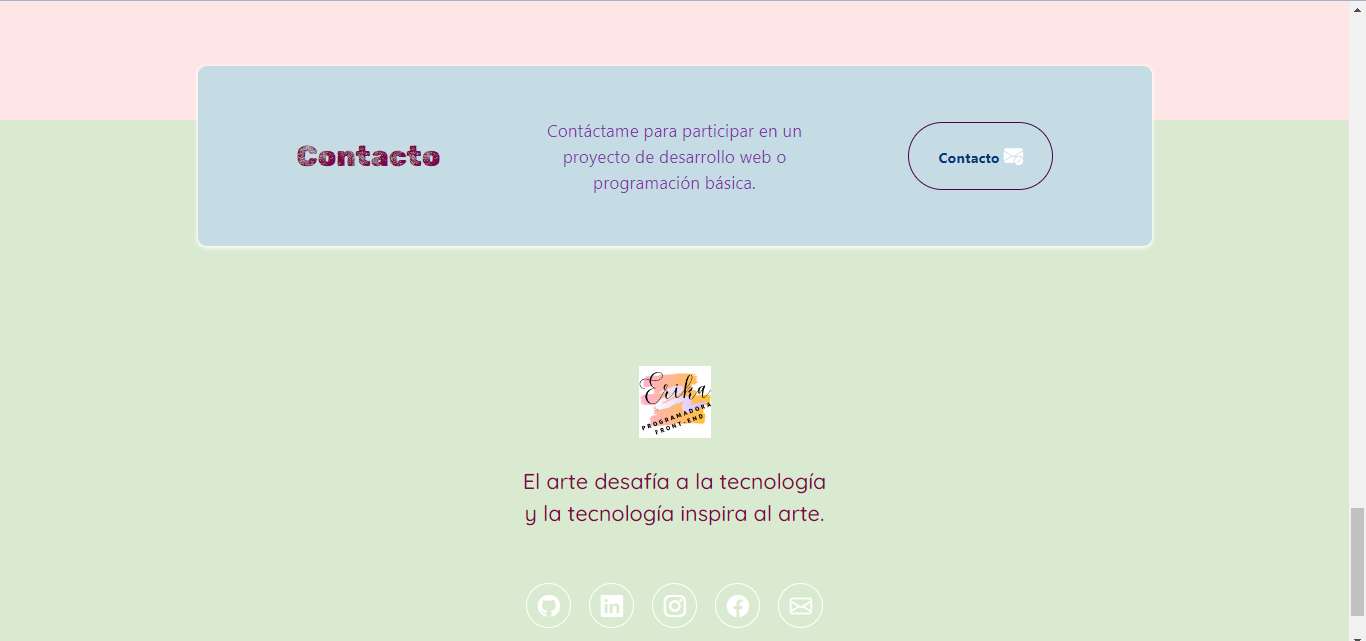 Contacto
Contáctame para participar en un
proyecto de desarrollo web o
programación básica.
Contacto
Erika
PROGRAMADORA
FRONT-END
El arte desafía a la tecnología
y la tecnología inspira al arte.
in